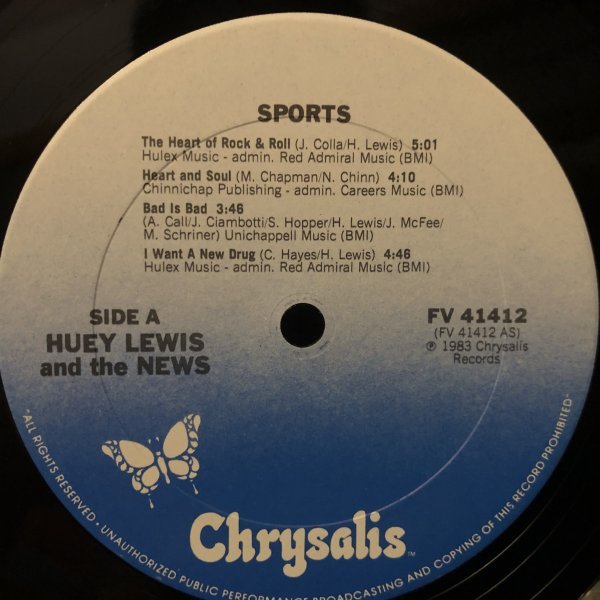 SPORTS
The Heart of Rock & Roll (J. Colla/H. Lewis) 5:01
Hulex Music - admin. Red Admiral Music (BMI)
Heart and Soul (M. Chapman/N. Chinn) 4:10
Chinnichap Publishing - admin. Careers Music (BMI)
Bad Is Bad 3:46
(A. Call/J. Ciambotti/S. Hopper/H. Lewis/J. McFee/
M. Schriner) Unichappell Music (BMI)
I Want A New Drug (C. Hayes/H. Lewis) 4:46
Hulex Music - admin. Red Admiral Music (BMI)
SIDE A
HUEY LEWIS
and the NEWS
FV 41412
(FV 41412 AS)
℗ 1983 Chrysalis
Records
Chrysalis™
"ALL RIGHTS RESERVED • UNAUTHORIZED PUBLIC PERFORMANCE BROADCASTING AND COPYING OF THIS RECORD PROHIBITED"